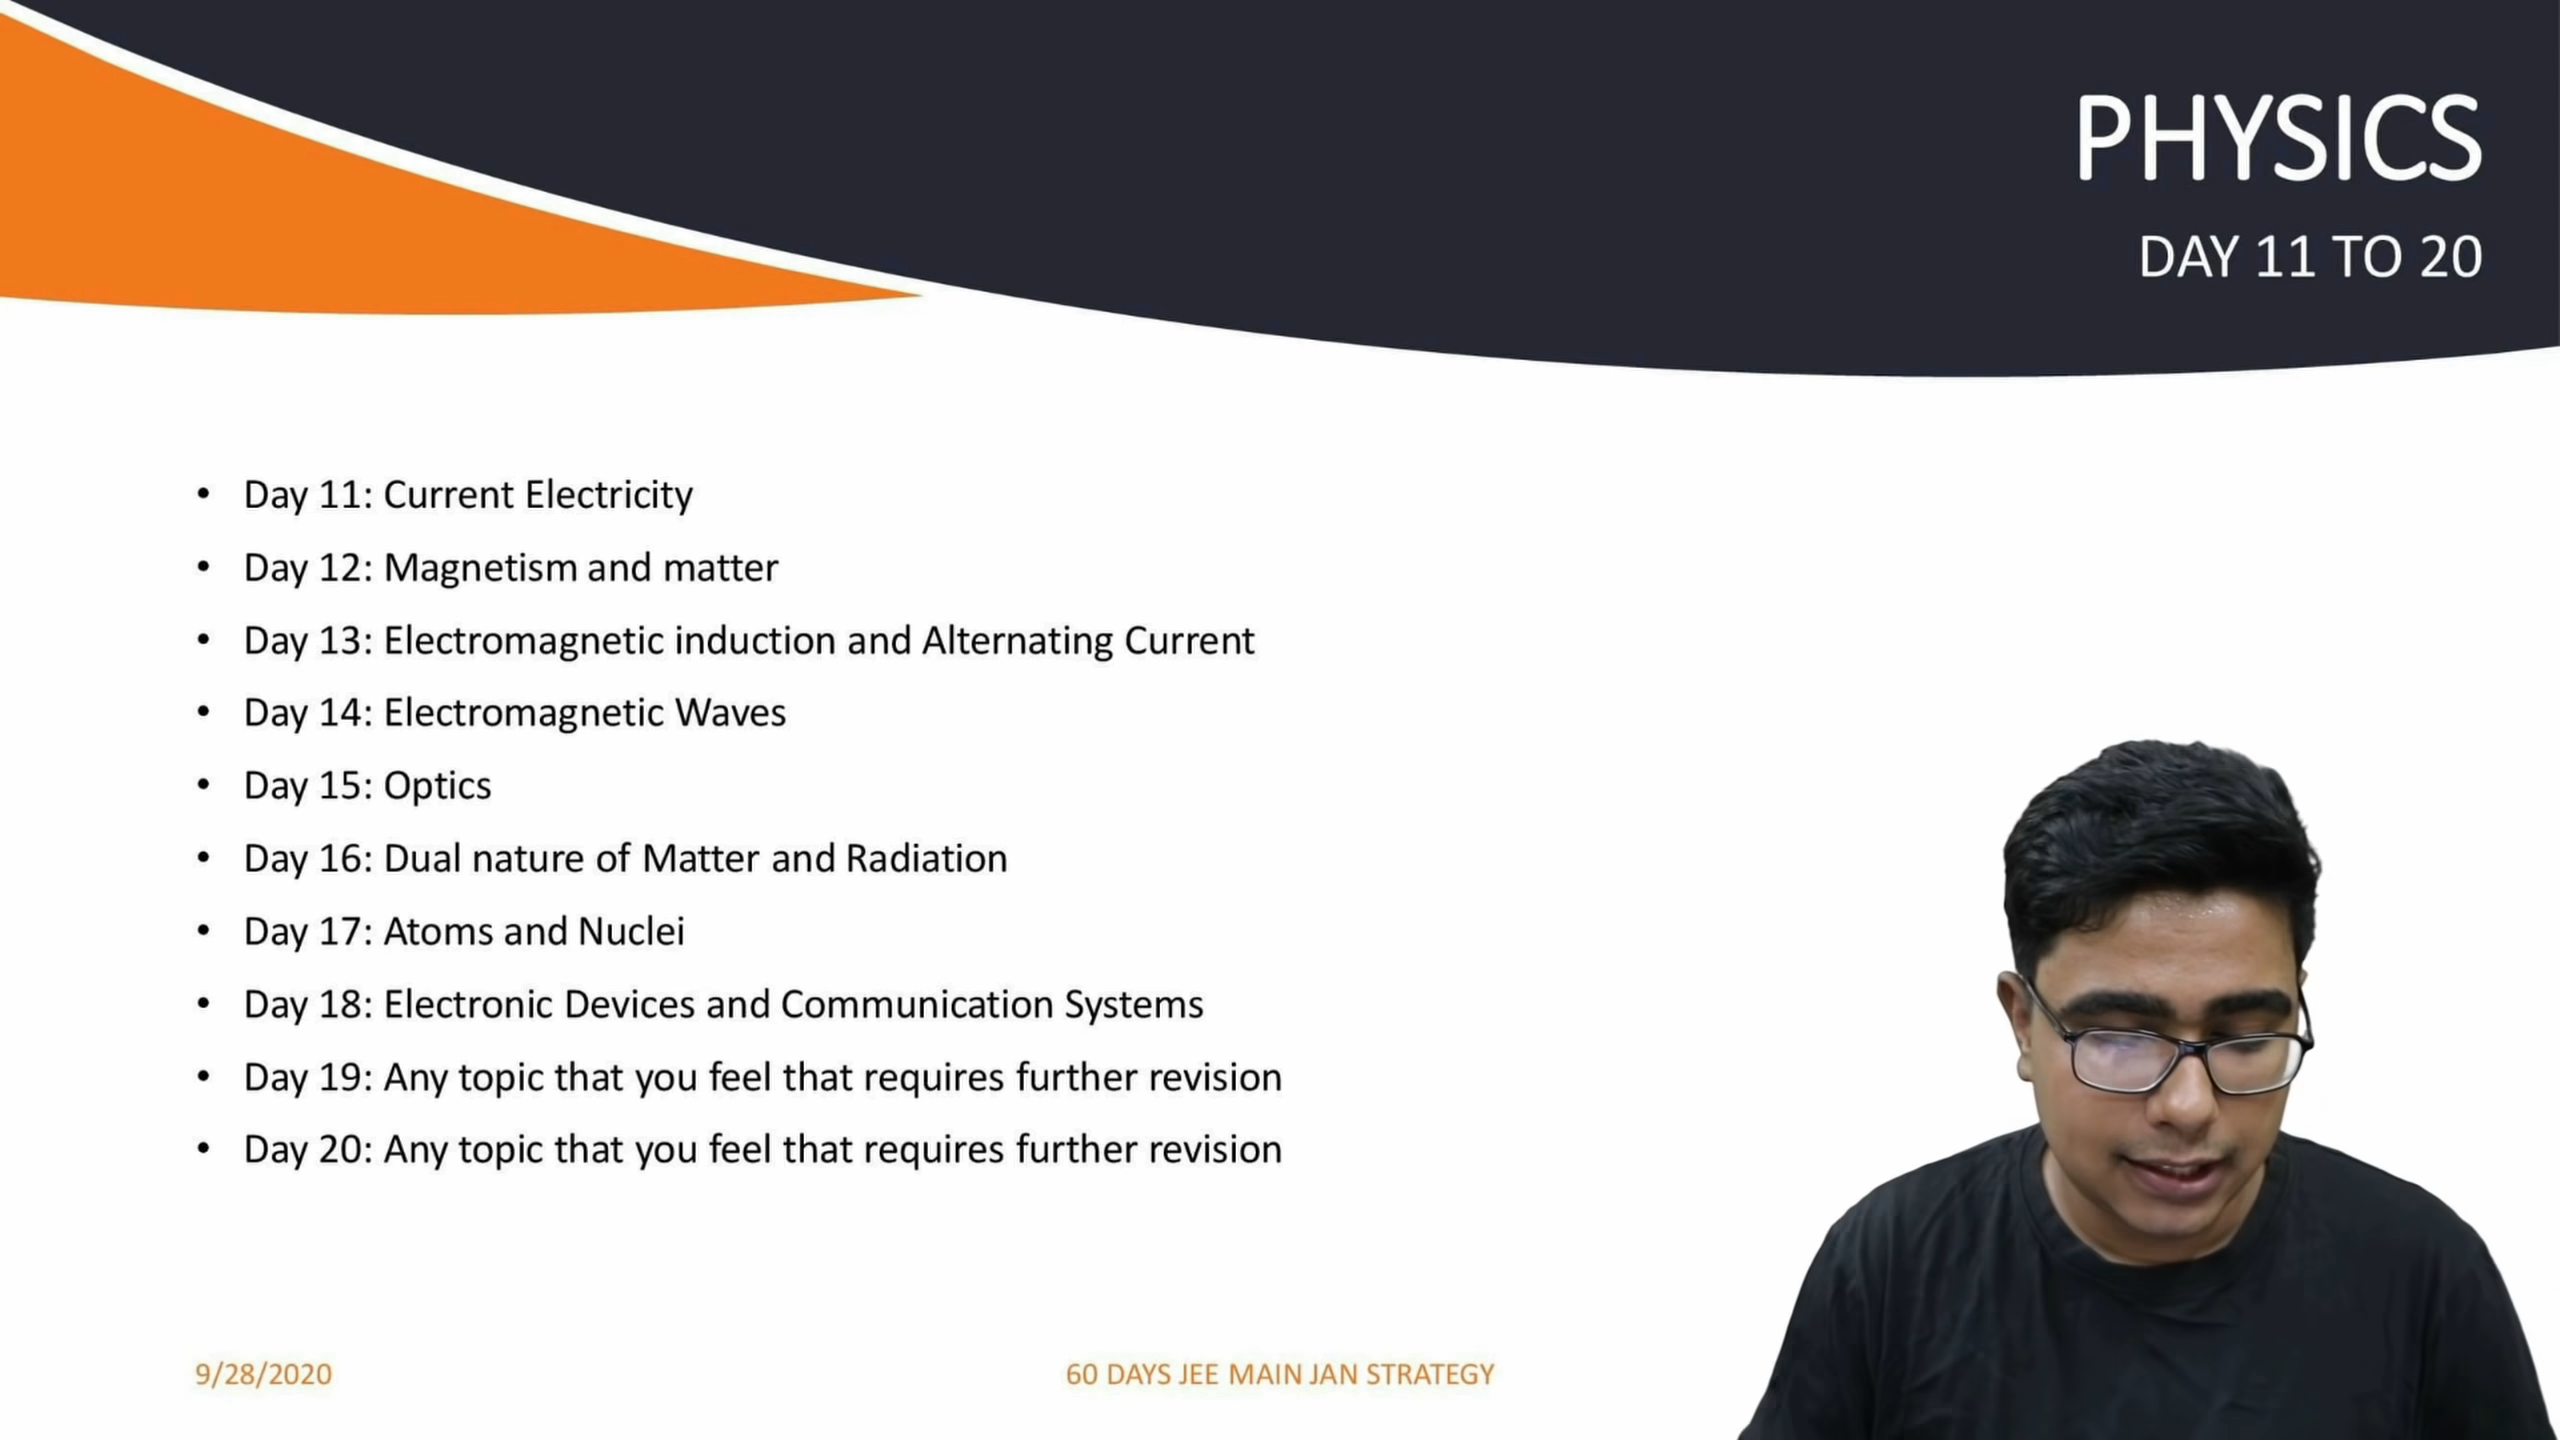 PHYSICS
DAY 11 TO 20
• Day 11: Current Electricity
• Day 12: Magnetism and matter
• Day 13: Electromagnetic induction and Alternating Current
• Day 14: Electromagnetic Waves
• Day 15: Optics
• Day 16: Dual nature of Matter and Radiation
• Day 17: Atoms and Nuclei
• Day 18: Electronic Devices and Communication Systems
• Day 19: Any topic that you feel that requires further revision
• Day 20: Any topic that you feel that requires further revision
9/28/2020
60 DAYS JEE MAIN JAN STRATEGY